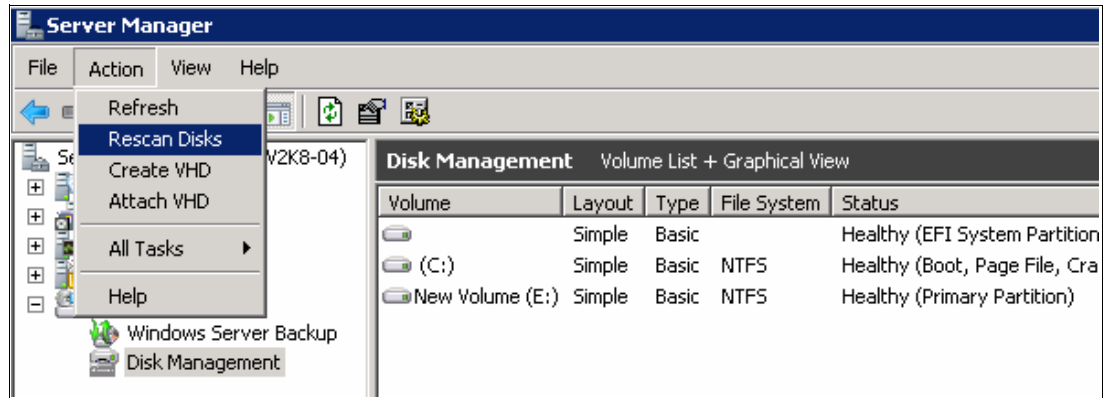 Server Manager
File Action View Help
Refresh
Rescan Disks
Create VHD
Attach VHD
All Tasks
Help
V2K8-04)
Windows Server Backup
Disk Management
Disk Management Volume List + Graphical View
Volume Layout Type File System Status
Simple Basic Healthy (EFI System Partition
(C:) Simple Basic NTFS Healthy (Boot, Page File, Cra
New Volume (E:) Simple Basic NTFS Healthy (Primary Partition)